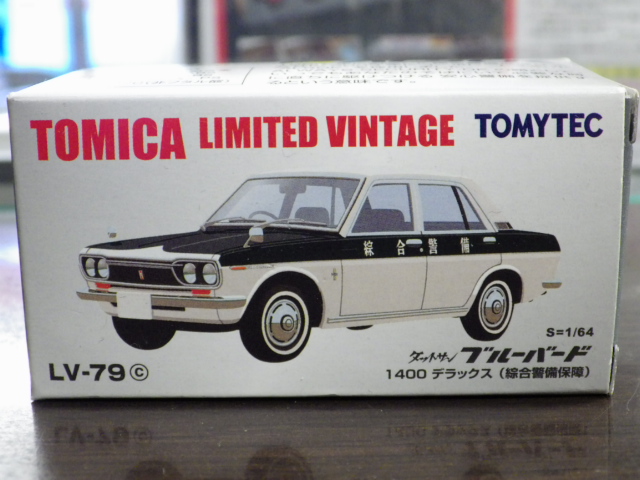 TOMICA LIMITED VINTAGE TOMYTEC
綜合警備
S=1/64
ダットサン ブルーバード
LV-79 ⓒ 1400 デラックス (綜合警備保障)